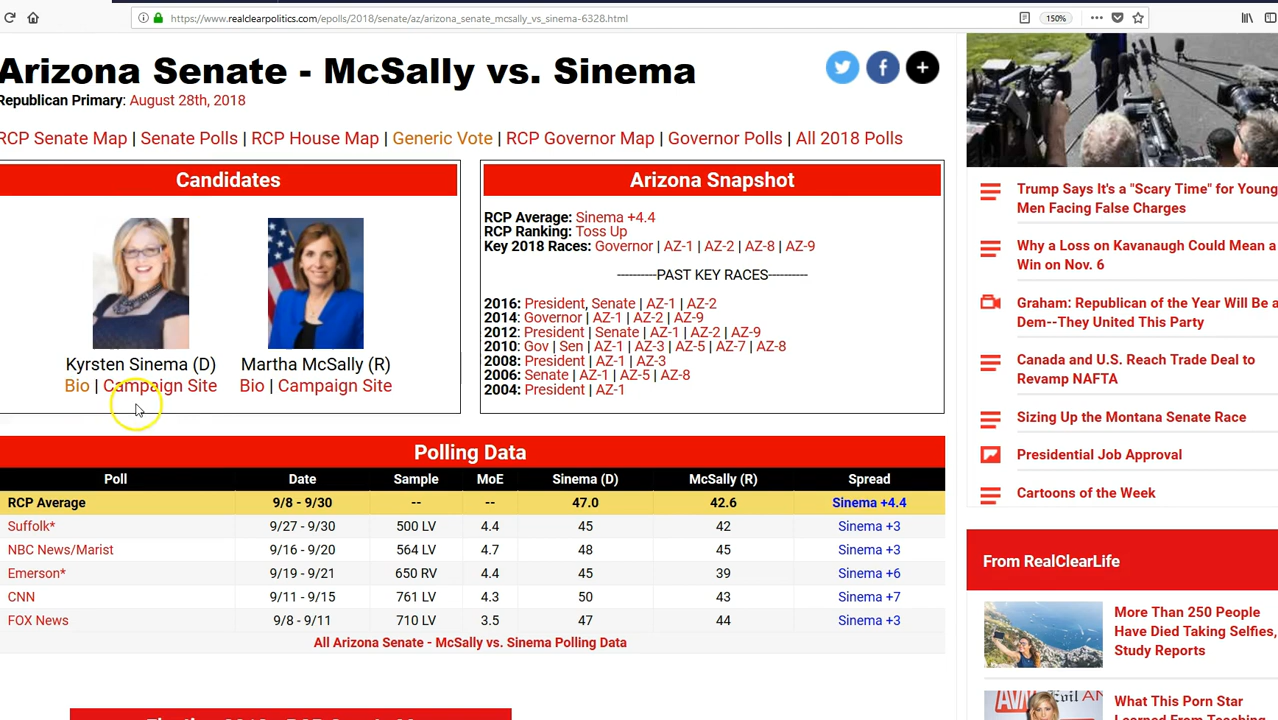 https://www.realclearpolitics.com/epolls/2018/senate/az/arizona_senate_mcsally_vs_sinema-6328.html
150%
Arizona Senate - McSally vs. Sinema
Republican Primary: August 28th, 2018
RCP Senate Map | Senate Polls | RCP House Map | Generic Vote | RCP Governor Map | Governor Polls | All 2018 Polls
Candidates
Kyrsten Sinema (D) Martha McSally (R)
Bio | Campaign Site Bio | Campaign Site
Arizona Snapshot
RCP Average: Sinema +4.4
RCP Ranking: Toss Up
Key 2018 Races: Governor | AZ-1 | AZ-2 | AZ-8 | AZ-9
----------PAST KEY RACES----------
2016: President, Senate | AZ-1 | AZ-2
2014: Governor | AZ-1 | AZ-2 | AZ-9
2012: President | Senate | AZ-1 | AZ-2 | AZ-9
2010: Gov | Sen | AZ-1 | AZ-3 | AZ-5 | AZ-7 | AZ-8
2008: President | AZ-1 | AZ-3
2006: Senate | AZ-1 | AZ-5 | AZ-8
2004: President | AZ-1
Polling Data
Poll Date Sample MoE Sinema (D) McSally (R) Spread
RCP Average 9/8 - 9/30 -- -- 47.0 42.6 Sinema +4.4
Suffolk* 9/27 - 9/30 500 LV 4.4 45 42 Sinema +3
NBC News/Marist 9/16 - 9/20 564 LV 4.7 48 45 Sinema +3
Emerson* 9/19 - 9/21 650 RV 4.4 45 39 Sinema +6
CNN 9/11 - 9/15 761 LV 4.3 50 43 Sinema +7
FOX News 9/8 - 9/11 710 LV 3.5 47 44 Sinema +3
All Arizona Senate - McSally vs. Sinema Polling Data
Trump Says It's a "Scary Time" for Young
Men Facing False Charges
Why a Loss on Kavanaugh Could Mean a
Win on Nov. 6
Graham: Republican of the Year Will Be a
Dem--They United This Party
Canada and U.S. Reach Trade Deal to
Revamp NAFTA
Sizing Up the Montana Senate Race
Presidential Job Approval
Cartoons of the Week
From RealClearLife
More Than 250 People
Have Died Taking Selfies,
Study Reports
What This Porn Star
Learned From Teaching